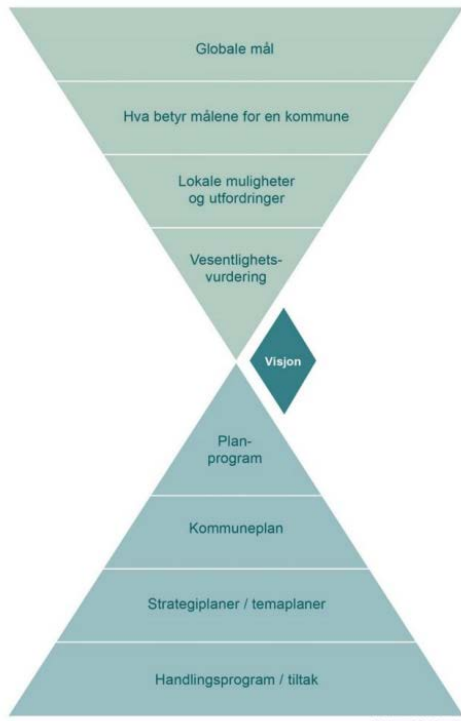 Globale mål
Hva betyr målene for en kommune
Lokale muligheter
og utfordringer
Vesentlighets-
vurdering
Visjon
Plan-
program
Kommuneplan
Strategiplaner / temaplaner
Handlingsprogram / tiltak